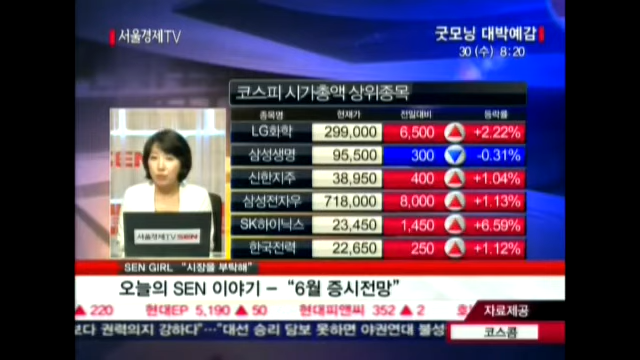 서울경제TV
굿모닝 대박예감
30 (수) 8:20
코스피 시가총액 상위종목
종목명 현재가 전일대비 등락률
LG화학 299,000 6,500 ▲ +2.22%
삼성생명 95,500 300 ▼ -0.31%
신한지주 38,950 400 ▲ +1.04%
삼성전자우 718,000 8,000 ▲ +1.13%
SK하이닉스 23,450 1,450 ▲ +6.59%
한국전력 22,650 250 ▲ +1.12%
SEN
서울경제TV SEN
SEN GIRL "시장을 부탁해"
오늘의 SEN 이야기 - "6월 증시전망"
▲ 220 현대EP 5,190 ▲ 50 현대피앤씨 352 ▲ 2
자료제공
보다 권력의지 강하다"…"대선 승리 담보 못하면 야권연대 불성
코스콤